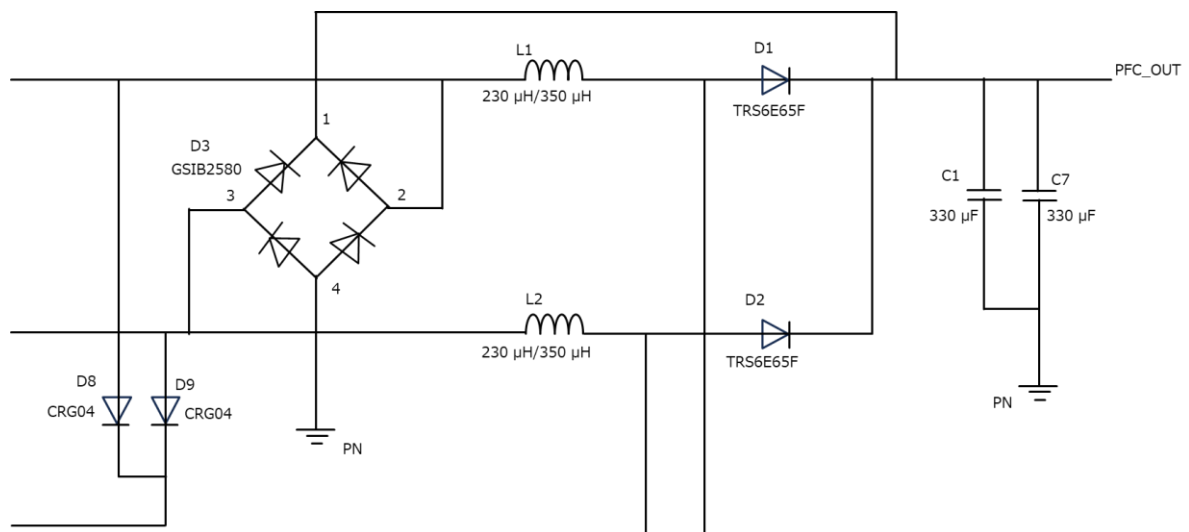 L1
D1
PFC_OUT
230 μH/350 μH
TRS6E65F
1
D3
GSIB2580
3
2
C1
C7
330 μF
330 μF
4
L2
D2
230 μH/350 μH
TRS6E65F
D8
D9
CRG04
CRG04
PN
PN